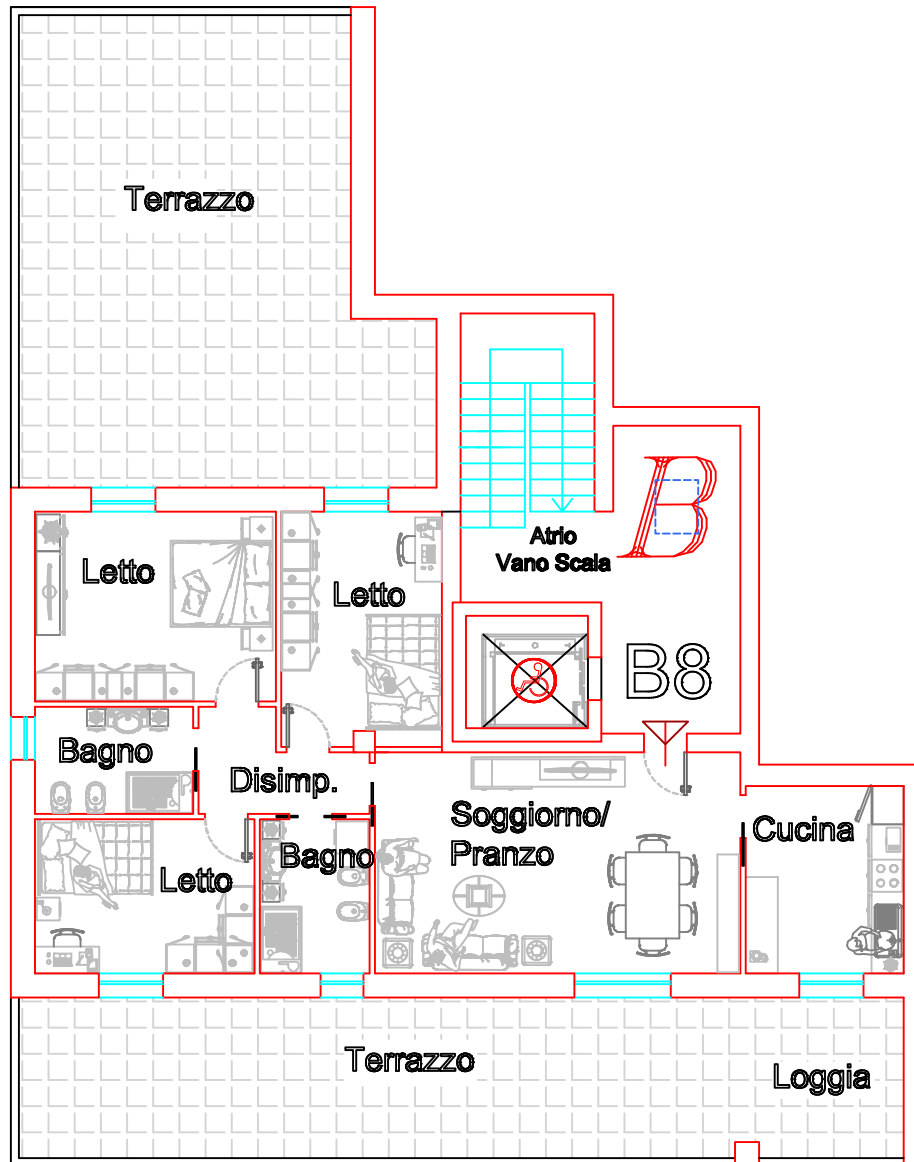 Terrazzo
B
Atrio
Vano Scala
Letto
Letto
B8
Bagno
Disimp.
Soggiorno/
Pranzo
Cucina
Bagno
Letto
Terrazzo
Loggia